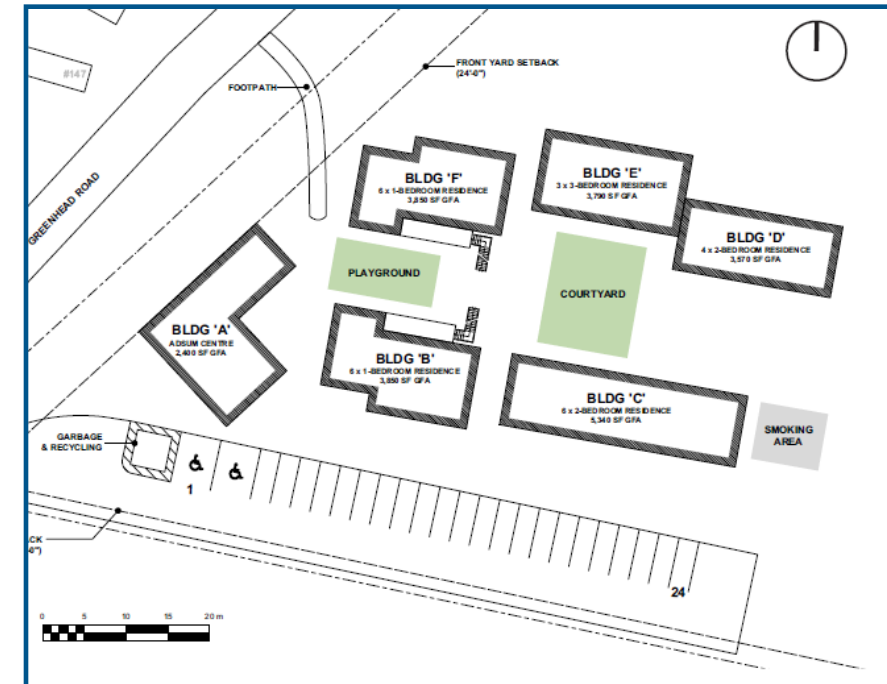 #147
FRONT YARD SETBACK
(24'-0")
FOOTPATH
GREENHEAD ROAD
BLDG 'F'
6 x 1-BEDROOM RESIDENCE
3,850 SF GFA
BLDG 'E'
3 x 3-BEDROOM RESIDENCE
3,790 SF GFA
BLDG 'D'
4 x 2-BEDROOM RESIDENCE
3,570 SF GFA
PLAYGROUND
COURTYARD
BLDG 'A'
ADSUM CENTRE
2,400 SF GFA
BLDG 'B'
6 x 1-BEDROOM RESIDENCE
3,850 SF GFA
BLDG 'C'
6 x 2-BEDROOM RESIDENCE
5,340 SF GFA
SMOKING
AREA
GARBAGE
& RECYCLING
1
24
CK
0")
0 5 10 15 20 m